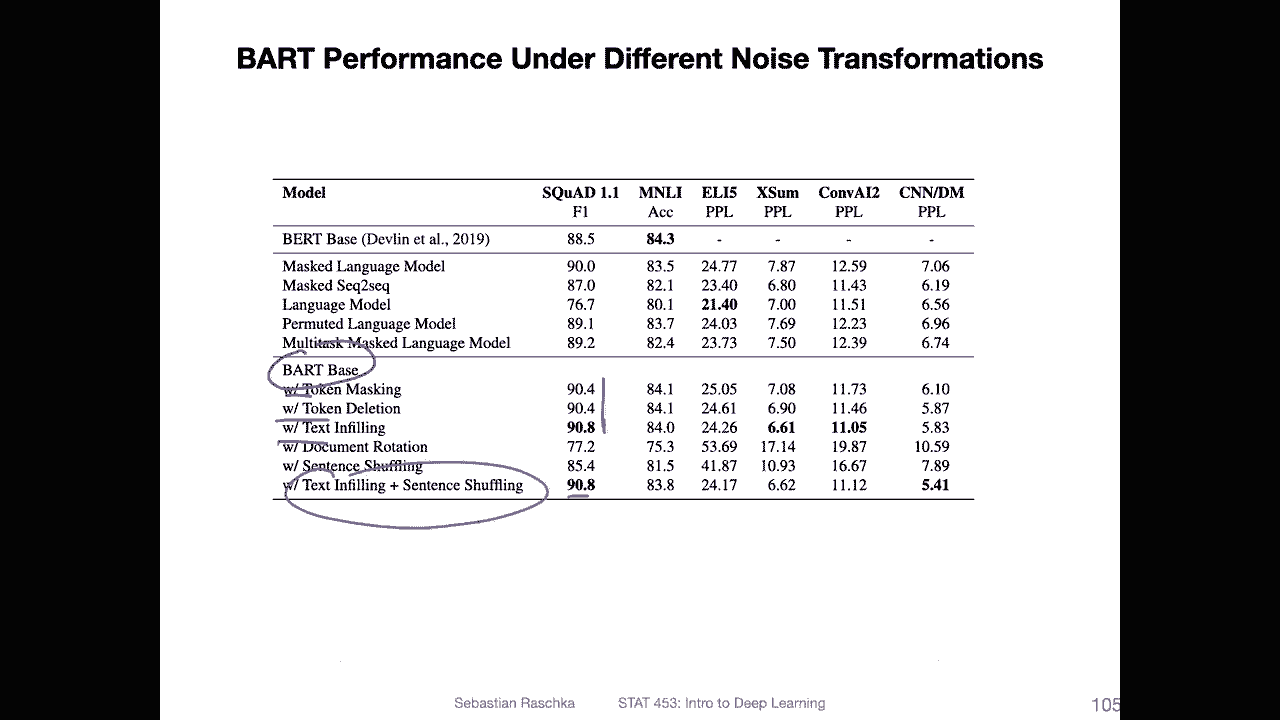 BART Performance Under Different Noise Transformations
Model SQuAD 1.1 MNLI ELI5 XSum ConvAI2 CNN/DM
F1 Acc PPL PPL PPL PPL
BERT Base (Devlin et al., 2019) 88.5 84.3 - - - -
Masked Language Model 90.0 83.5 24.77 7.87 12.59 7.06
Masked Seq2seq 87.0 82.1 23.40 6.80 11.43 6.19
Language Model 76.7 80.1 21.40 7.00 11.51 6.56
Permuted Language Model 89.1 83.7 24.03 7.69 12.23 6.96
Multitask Masked Language Model 89.2 82.4 23.73 7.50 12.39 6.74
BART Base
w/ Token Masking 90.4 84.1 25.05 7.08 11.73 6.10
w/ Token Deletion 90.4 84.1 24.61 6.90 11.46 5.87
w/ Text Infilling 90.8 84.0 24.26 6.61 11.05 5.83
w/ Document Rotation 77.2 75.3 53.69 17.14 19.87 10.59
w/ Sentence Shuffling 85.4 81.5 41.87 10.93 16.67 7.89
w/ Text Infilling + Sentence Shuffling 90.8 83.8 24.17 6.62 11.12 5.41
Sebastian Raschka STAT 453: Intro to Deep Learning 105